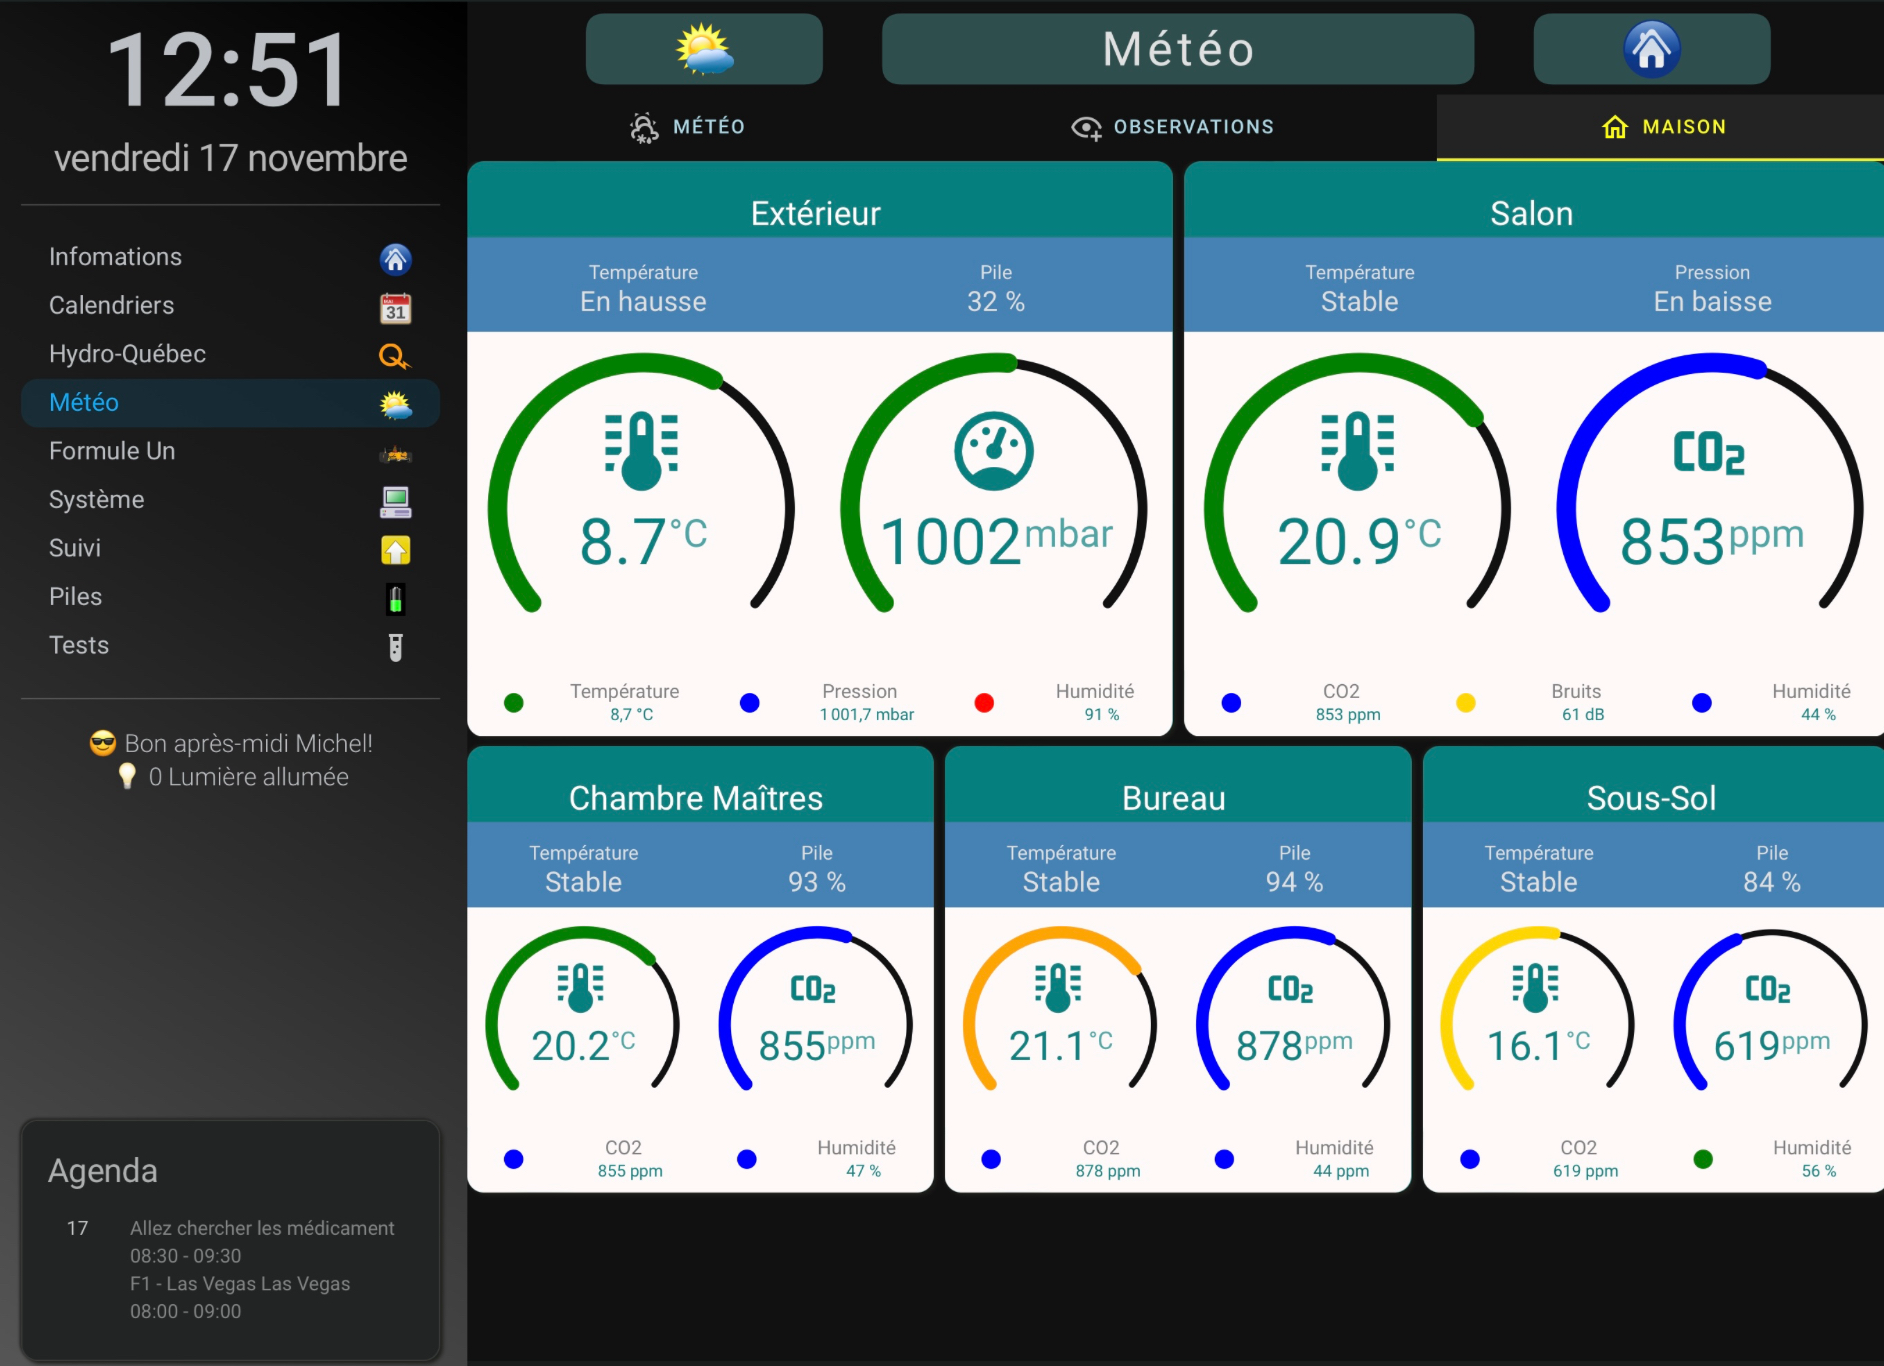 12:51
vendredi 17 novembre
Infomations
Calendriers
31
Hydro-Québec
Météo
Formule Un
Système
Suivi
Piles
Tests
😎 Bon après-midi Michel!
💡 0 Lumière allumée
Agenda
17 Allez chercher les médicament
08:30 - 09:30
F1 - Las Vegas Las Vegas
08:00 - 09:00
Météo
MÉTÉO OBSERVATIONS MAISON
Extérieur
Température Pile
En hausse 32 %
8.7°C 1002mbar
Température Pression Humidité
8,7 °C 1 001,7 mbar 91 %
Salon
Température Pression
Stable En baisse
CO2
20.9°C 853ppm
CO2 Bruits Humidité
853 ppm 61 dB 44 %
Chambre Maîtres
Température Pile
Stable 93 %
CO2
20.2°C 855ppm
CO2 Humidité
855 ppm 47 %
Bureau
Température Pile
Stable 94 %
CO2
21.1°C 878ppm
CO2 Humidité
878 ppm 44 ppm
Sous-Sol
Température Pile
Stable 84 %
CO2
16.1°C 619ppm
CO2 Humidité
619 ppm 56 %